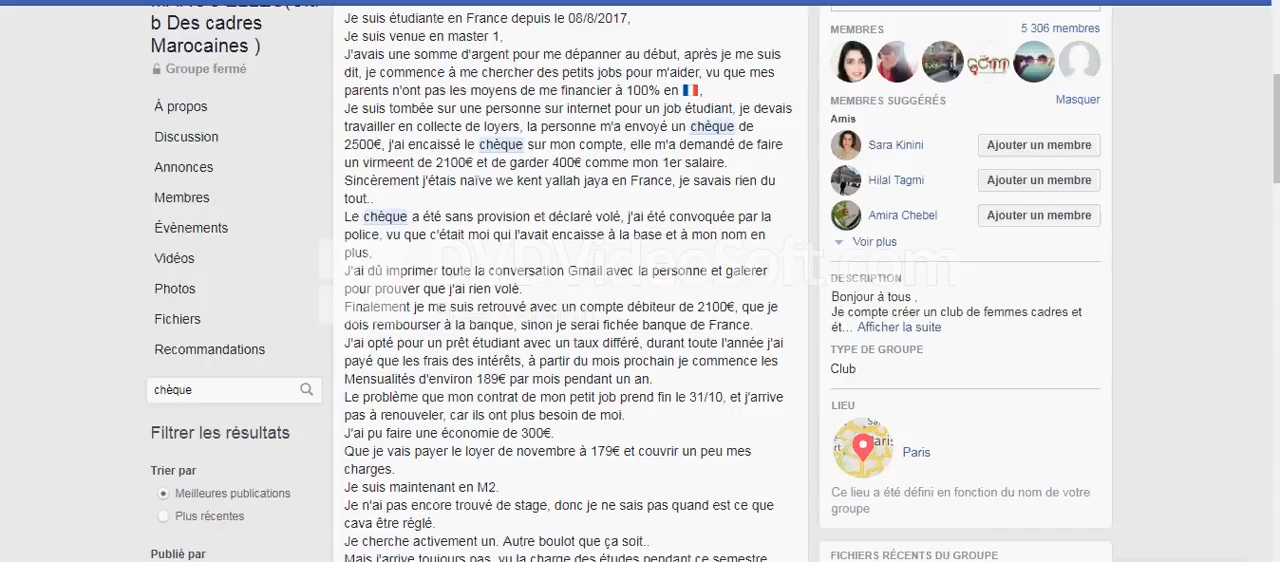 b Des cadres
Marocaines )
Groupe fermé
À propos
Discussion
Annonces
Membres
Évènements
Vidéos
Photos
Fichiers
Recommandations
chèque
Filtrer les résultats
Trier par
Meilleures publications
Plus récentes
Publié par
Je suis étudiante en France depuis le 08/8/2017,
Je suis venue en master 1,
J'avais une somme d'argent pour me dépanner au début, après je me suis
dit, je commence à me chercher des petits jobs pour m'aider, vu que mes
parents n'ont pas les moyens de me financier à 100% en 🇫🇷,
Je suis tombée sur une personne sur internet pour un job étudiant, je devais
travailler en collecte de loyers, la personne m'a envoyé un chèque de
2500€, j'ai encaissé le chèque sur mon compte, elle m'a demandé de faire
un virmeent de 2100€ et de garder 400€ comme mon 1er salaire.
Sincèrement j'étais naïve we kent yallah jaya en France, je savais rien du
tout..
Le chèque a été sans provision et déclaré volé, j'ai été convoquée par la
police, vu que c'était moi qui l'avait encaisse à la base et à mon nom en
plus,
J'ai dû imprimer toute la conversation Gmail avec la personne et galerer
pour prouver que j'ai rien volé.
Finalement je me suis retrouvé avec un compte débiteur de 2100€, que je
dois rembourser à la banque, sinon je serai fichée banque de France.
J'ai opté pour un prêt étudiant avec un taux différé, durant toute l'année j'ai
payé que les frais des intérêts, à partir du mois prochain je commence les
Mensualités d'environ 189€ par mois pendant un an.
Le problème que mon contrat de mon petit job prend fin le 31/10, et j'arrive
pas à renouveler, car ils ont plus besoin de moi.
J'ai pu faire une économie de 300€.
Que je vais payer le loyer de novembre à 179€ et couvrir un peu mes
charges.
Je suis maintenant en M2.
Je n'ai pas encore trouvé de stage, donc je ne sais pas quand est ce que
cava être réglé.
Je cherche activement un. Autre boulot que ça soit..
Mais j'arrive toujours pas, vu la charge des études pendant ce semestre
DVDVideoSoft.com
MEMBRES
5 306 membres
MEMBRES SUGGÉRÉS
Masquer
Amis
Sara Kinini
Ajouter un membre
Hilal Tagmi
Ajouter un membre
Amira Chebel
Ajouter un membre
Voir plus
DESCRIPTION
Bonjour à tous ,
Je compte créer un club de femmes cadres et
ét… Afficher la suite
TYPE DE GROUPE
Club
LIEU
Paris
Ce lieu a été défini en fonction du nom de votre
groupe
FICHIERS RÉCENTS DU GROUPE